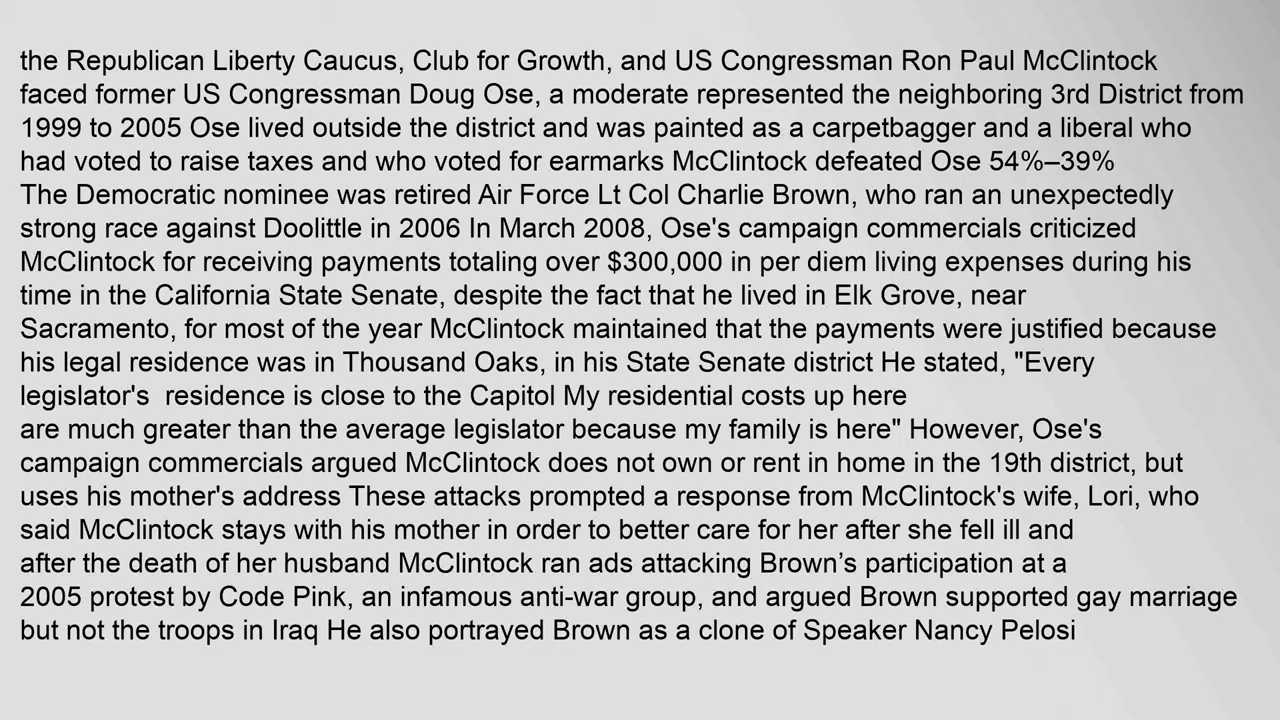 the Republican Liberty Caucus, Club for Growth, and US Congressman Ron Paul McClintock
faced former US Congressman Doug Ose, a moderate represented the neighboring 3rd District from
1999 to 2005 Ose lived outside the district and was painted as a carpetbagger and a liberal who
had voted to raise taxes and who voted for earmarks McClintock defeated Ose 54%–39%
The Democratic nominee was retired Air Force Lt Col Charlie Brown, who ran an unexpectedly
strong race against Doolittle in 2006 In March 2008, Ose's campaign commercials criticized
McClintock for receiving payments totaling over $300,000 in per diem living expenses during his
time in the California State Senate, despite the fact that he lived in Elk Grove, near
Sacramento, for most of the year McClintock maintained that the payments were justified because
his legal residence was in Thousand Oaks, in his State Senate district He stated, "Every
legislator's  residence is close to the Capitol My residential costs up here
are much greater than the average legislator because my family is here" However, Ose's
campaign commercials argued McClintock does not own or rent in home in the 19th district, but
uses his mother's address These attacks prompted a response from McClintock's wife, Lori, who
said McClintock stays with his mother in order to better care for her after she fell ill and
after the death of her husband McClintock ran ads attacking Brown’s participation at a
2005 protest by Code Pink, an infamous anti-war group, and argued Brown supported gay marriage
but not the troops in Iraq He also portrayed Brown as a clone of Speaker Nancy Pelosi